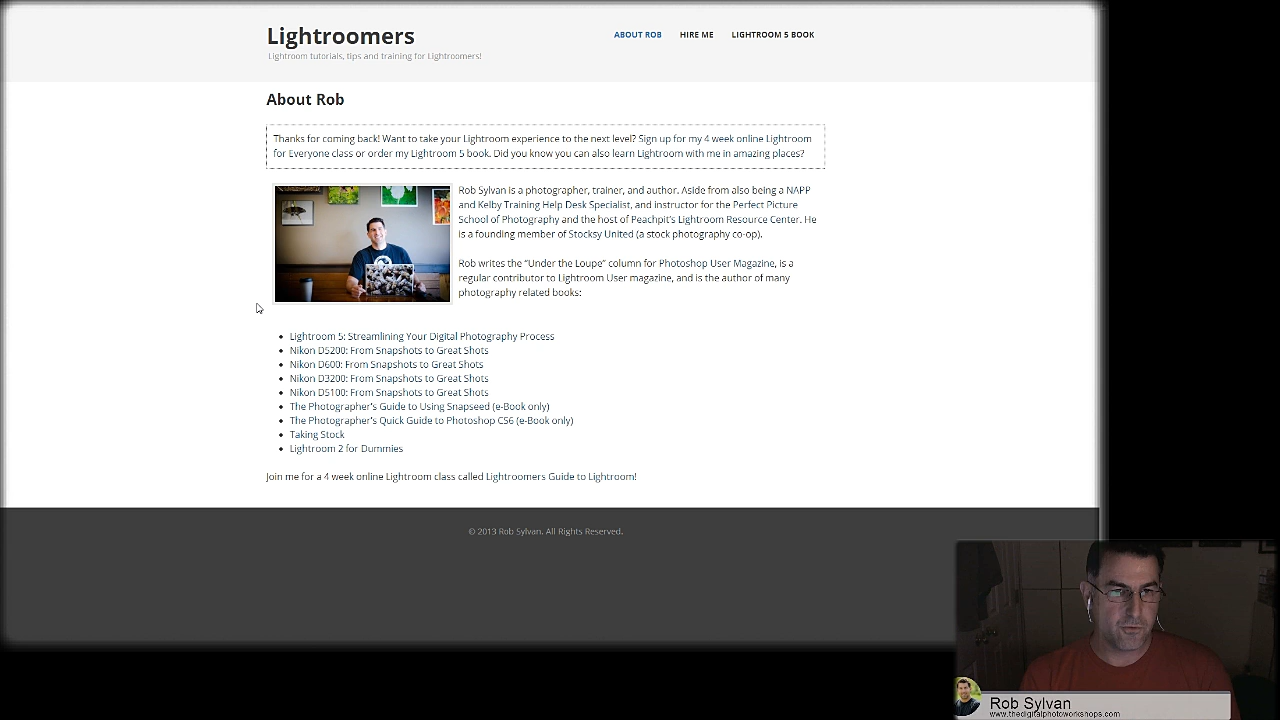 Lightroomers
ABOUT ROB HIRE ME LIGHTROOM 5 BOOK
Lightroom tutorials, tips and training for Lightroomers!
About Rob
Thanks for coming back! Want to take your Lightroom experience to the next level? Sign up for my 4 week online Lightroom
for Everyone class or order my Lightroom 5 book. Did you know you can also learn Lightroom with me in amazing places?
Rob Sylvan is a photographer, trainer, and author. Aside from also being a NAPP
and Kelby Training Help Desk Specialist, and instructor for the Perfect Picture
School of Photography and the host of Peachpit's Lightroom Resource Center. He
is a founding member of Stocksy United (a stock photography co-op).
Rob writes the “Under the Loupe” column for Photoshop User Magazine, is a
regular contributor to Lightroom User magazine, and is the author of many
photography related books:
• Lightroom 5: Streamlining Your Digital Photography Process
• Nikon D5200: From Snapshots to Great Shots
• Nikon D600: From Snapshots to Great Shots
• Nikon D3200: From Snapshots to Great Shots
• Nikon D5100: From Snapshots to Great Shots
• The Photographer's Guide to Using Snapseed (e-Book only)
• The Photographer's Quick Guide to Photoshop CS6 (e-Book only)
• Taking Stock
• Lightroom 2 for Dummies
Join me for a 4 week online Lightroom class called Lightroomers Guide to Lightroom!
© 2013 Rob Sylvan. All Rights Reserved.
Rob Sylvan
www.thedigitalphotoworkshops.com